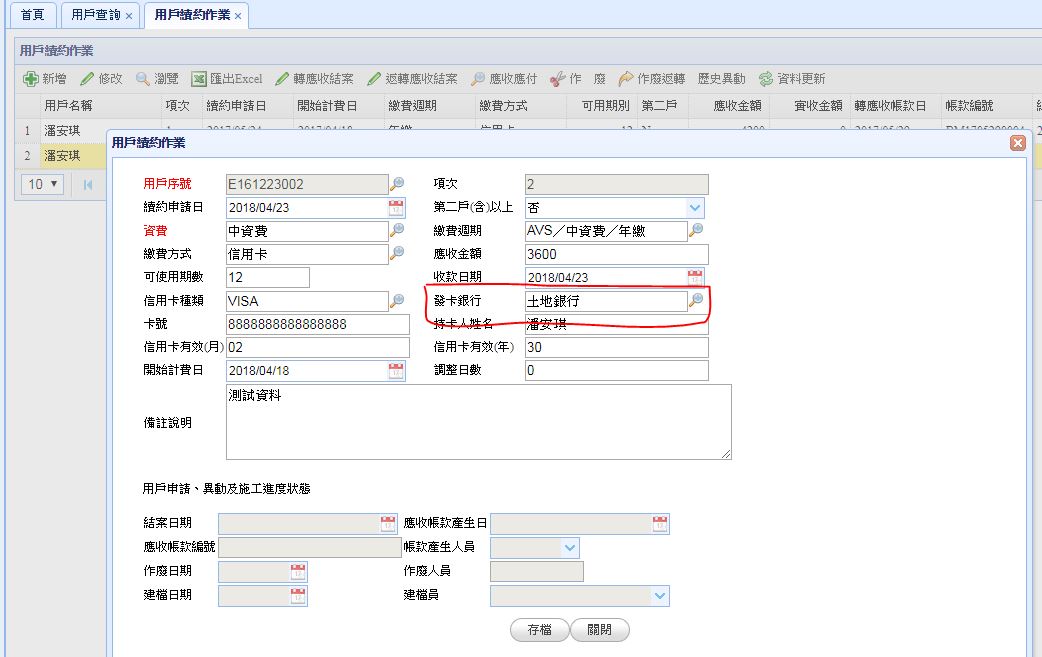 首頁 用戶查詢 × 用戶續約作業 ×
用戶續約作業
新增 修改 瀏覽 匯出Excel 轉應收結案 返轉應收結案 應收應付 作 廢 作廢返轉 歷史異動 資料更新
用戶名稱 項次 續約申請日 開始計費日 繳費週期 繳費方式 可用期別 第二戶 應收金額 實收金額 轉應收帳款日 帳款編號
1 潘安琪
2 潘安琪
10
用戶續約作業
用戶序號 E161223002 項次 2
續約申請日 2018/04/23 第二戶(含)以上 否
資費 中資費 繳費週期 AVS／中資費／年繳
繳費方式 信用卡 應收金額 3600
可使用期數 12 收款日期 2018/04/23
信用卡種類 VISA 發卡銀行 土地銀行
卡號 8888888888888888 持卡人姓名 潘安琪
信用卡有效(月) 02 信用卡有效(年) 30
開始計費日 2018/04/18 調整日數 0
備註說明 測試資料
用戶申請、異動及施工進度狀態
結案日期 應收帳款產生日
應收帳款編號 帳款產生人員
作廢日期 作廢人員
建檔日期 建檔員
存檔 關閉